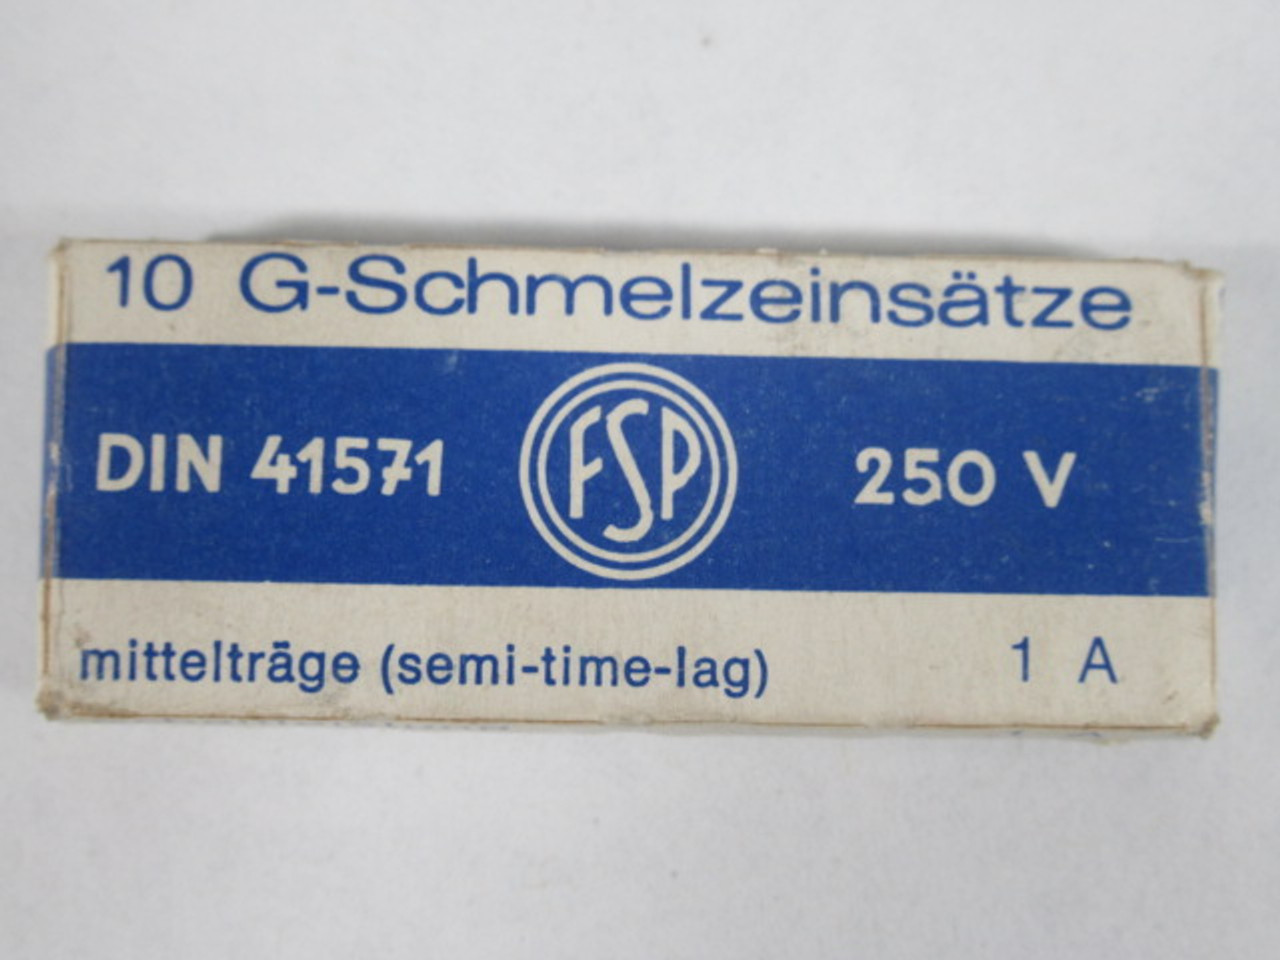 10 G-Schmelzeinsätze
DIN 41571 FSP 250 V
mittelträge (semi-time-lag) 1 A